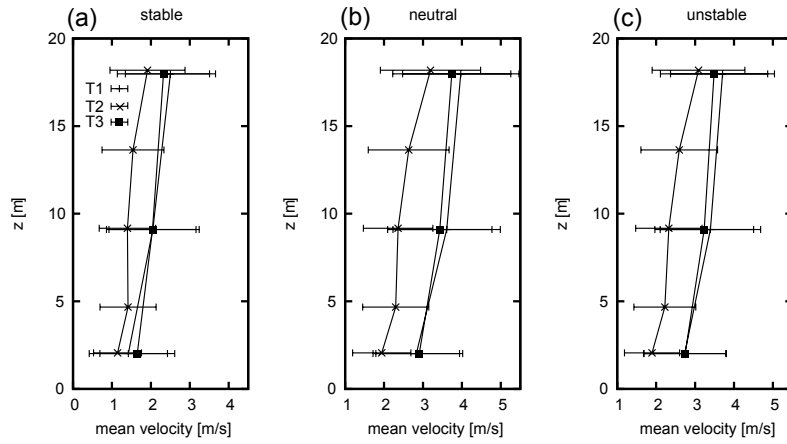 (a) stable
(b) neutral
(c) unstable
20
15
10
5
0
z [m]
T1
T2
T3
0 1 2 3 4
mean velocity [m/s]
20
15
10
5
0
z [m]
1 2 3 4 5
mean velocity [m/s]
20
15
10
5
0
z [m]
1 2 3 4 5
mean velocity [m/s]